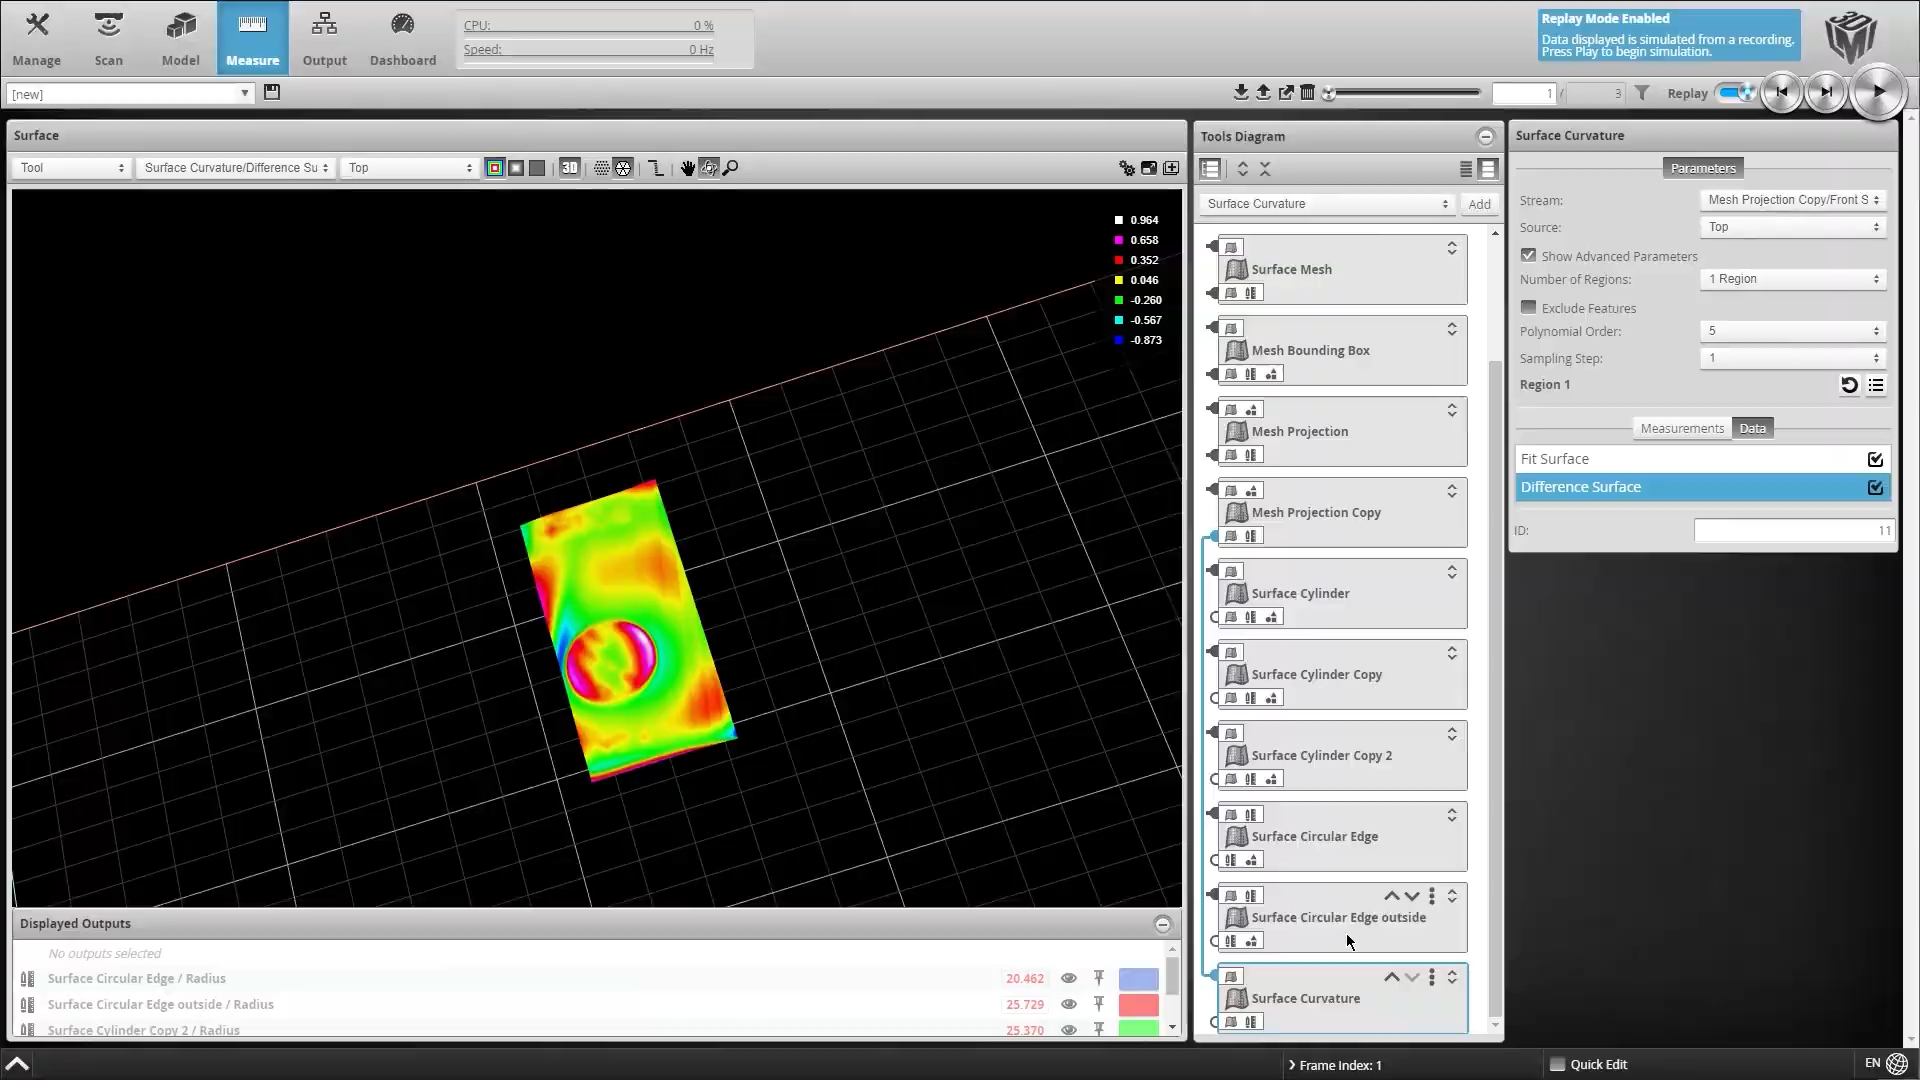 Manage
Scan
Model
Measure
Output
Dashboard
CPU: 0 %
Speed: 0 Hz
Replay Mode Enabled
Data displayed is simulated from a recording.
Press Play to begin simulation.
[new]
1 / 3
Replay
Surface
Tool
Surface Curvature/Difference Su
Top
3D
0.964
0.658
0.352
0.046
-0.260
-0.567
-0.873
Displayed Outputs
No outputs selected
Surface Circular Edge / Radius 20.462
Surface Circular Edge outside / Radius 25.729
Surface Cylinder Copy 2 / Radius 25.370
Tools Diagram
Surface Curvature
Add
Surface Mesh
Mesh Bounding Box
Mesh Projection
Mesh Projection Copy
Surface Cylinder
Surface Cylinder Copy
Surface Cylinder Copy 2
Surface Circular Edge
Surface Circular Edge outside
Surface Curvature
Surface Curvature
Parameters
Stream: Mesh Projection Copy/Front S
Source: Top
Show Advanced Parameters
Number of Regions: 1 Region
Exclude Features
Polynomial Order: 5
Sampling Step: 1
Region 1
Measurements Data
Fit Surface
Difference Surface
ID: 11
Frame Index: 1
Quick Edit
EN